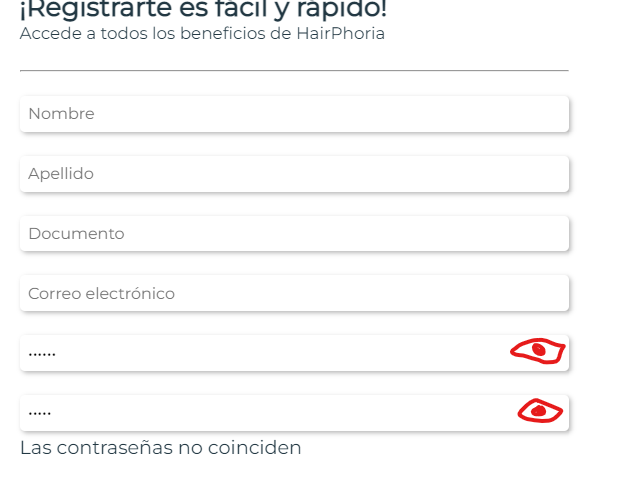 ¡Registrarte es fácil y rápido!
Accede a todos los beneficios de HairPhoria
Nombre
Apellido
Documento
Correo electrónico
......
.....
Las contraseñas no coinciden